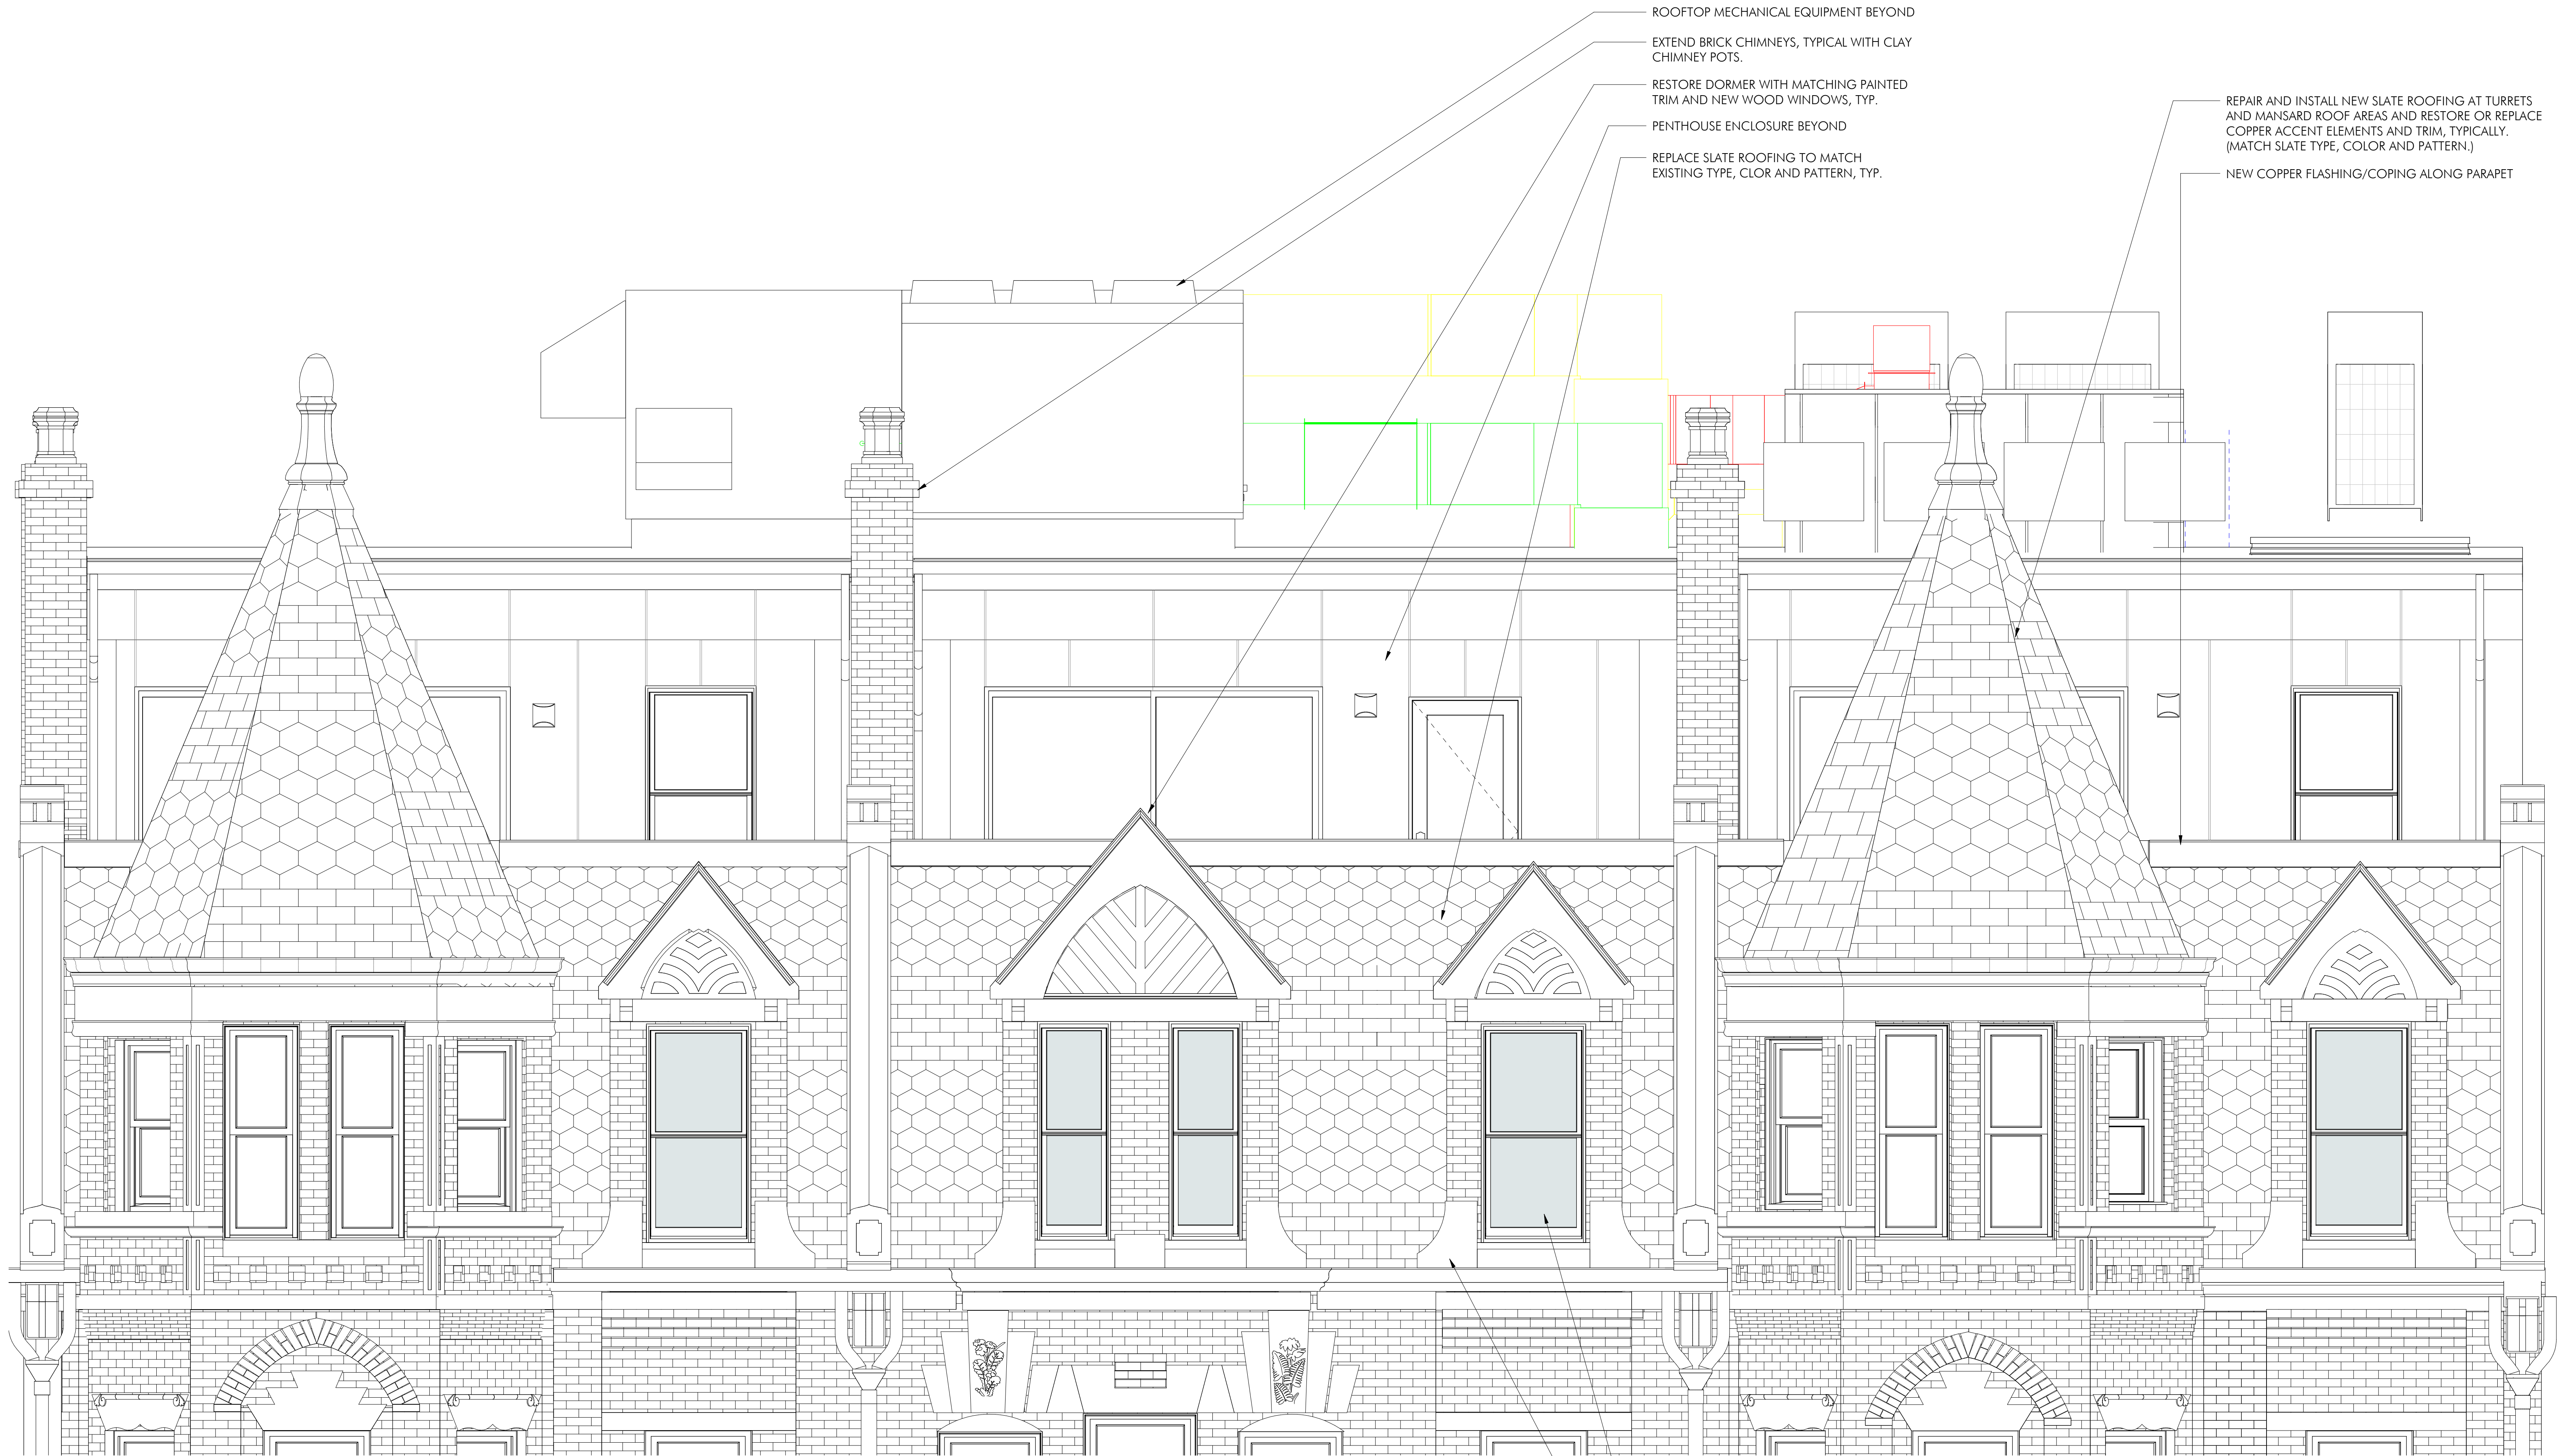 ROOFTOP MECHANICAL EQUIPMENT BEYOND
EXTEND BRICK CHIMNEYS, TYPICAL WITH CLAY
CHIMNEY POTS.
RESTORE DORMER WITH MATCHING PAINTED
TRIM AND NEW WOOD WINDOWS, TYP.
PENTHOUSE ENCLOSURE BEYOND
REPLACE SLATE ROOFING TO MATCH
EXISTING TYPE, CLOR AND PATTERN, TYP.
REPAIR AND INSTALL NEW SLATE ROOFING AT TURRETS
AND MANSARD ROOF AREAS AND RESTORE OR REPLACE
COPPER ACCENT ELEMENTS AND TRIM, TYPICALLY.
(MATCH SLATE TYPE, COLOR AND PATTERN.)
NEW COPPER FLASHING/COPING ALONG PARAPET